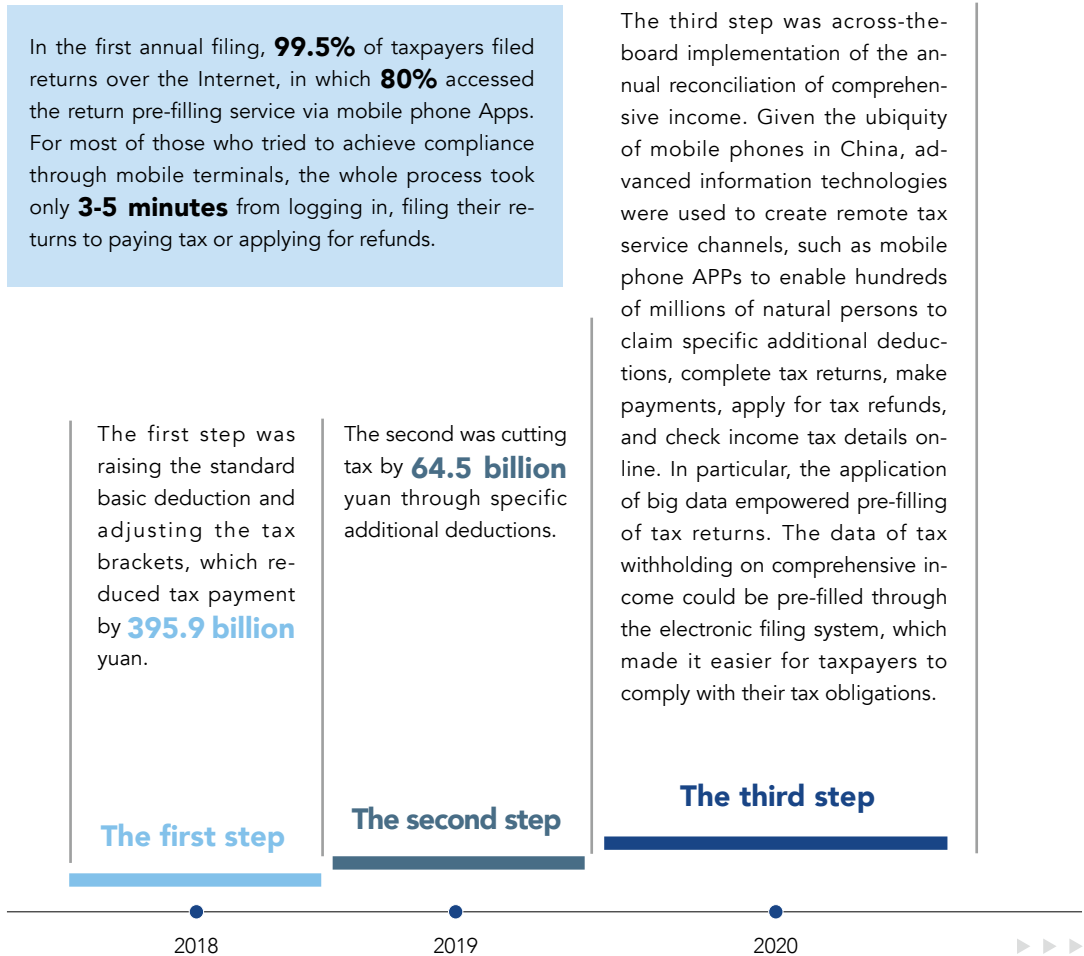 In the first annual filing, 99.5% of taxpayers filed
returns over the Internet, in which 80% accessed
the return pre-filling service via mobile phone Apps.
For most of those who tried to achieve compliance
through mobile terminals, the whole process took
only 3-5 minutes from logging in, filing their re-
turns to paying tax or applying for refunds.
The first step was
raising the standard
basic deduction and
adjusting the tax
brackets, which re-
duced tax payment
by 395.9 billion
yuan.
The first step
The second was cutting
tax by 64.5 billion
yuan through specific
additional deductions.
The second step
The third step was across-the-
board implementation of the an-
nual reconciliation of comprehen-
sive income. Given the ubiquity
of mobile phones in China, ad-
vanced information technologies
were used to create remote tax
service channels, such as mobile
phone APPs to enable hundreds
of millions of natural persons to
claim specific additional deduc-
tions, complete tax returns, make
payments, apply for tax refunds,
and check income tax details on-
line. In particular, the application
of big data empowered pre-filling
of tax returns. The data of tax
withholding on comprehensive in-
come could be pre-filled through
the electronic filing system, which
made it easier for taxpayers to
comply with their tax obligations.
The third step
2018
2019
2020